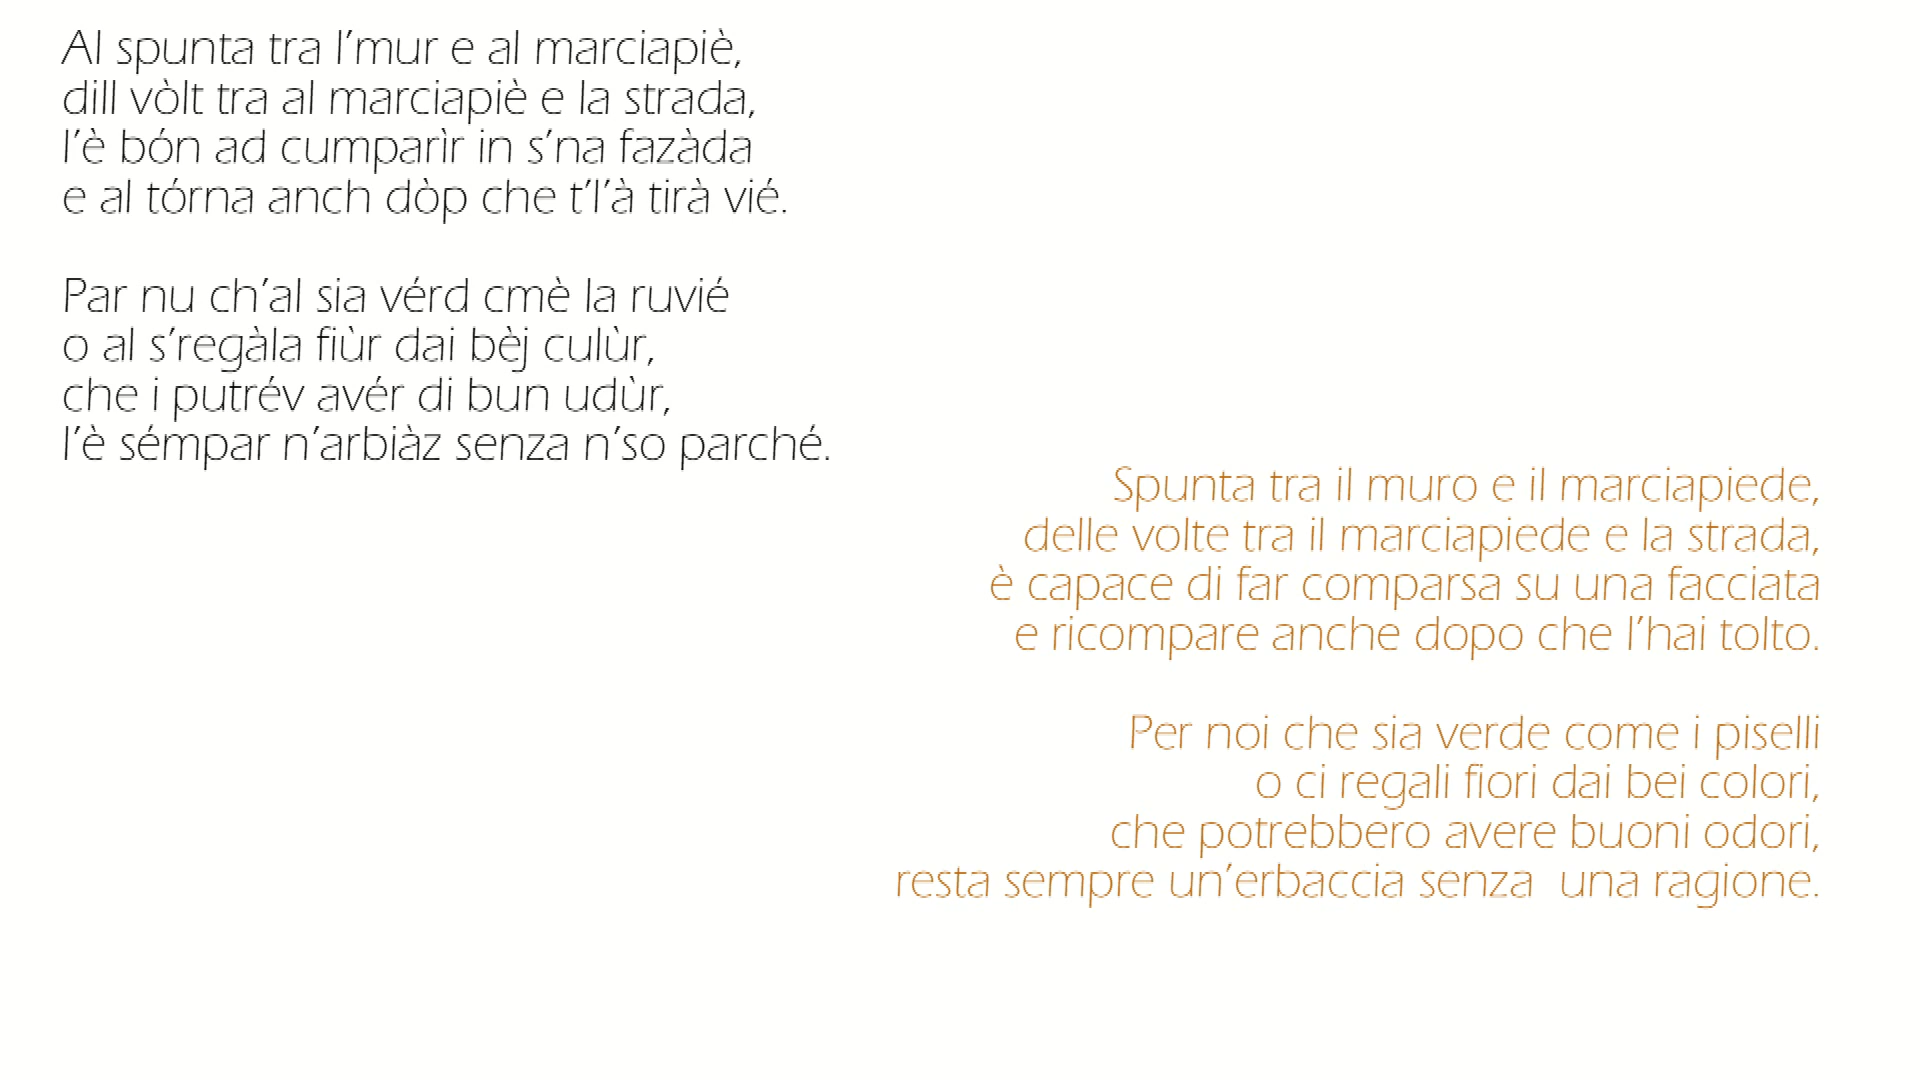 Al spunta tra l'mur e al marciapiè,
dill vòlt tra al marciapiè e la strada,
l'è bón ad cumparìr in s'na fazàda
e al tórna anch dòp che t'l'à tirà vié.
Par nu ch'al sia vérd cmè la ruvié
o al s'regàla fiùr dai bèj culùr,
che i putrév avér di bun udùr,
l'è sémpar n'arbiàz senza n'so parché.
Spunta tra il muro e il marciapiede,
delle volte tra il marciapiede e la strada,
è capace di far comparsa su una facciata
e ricompare anche dopo che l'hai tolto.
Per noi che sia verde come i piselli
o ci regali fiori dai bei colori,
che potrebbero avere buoni odori,
resta sempre un'erbaccia senza  una ragione.